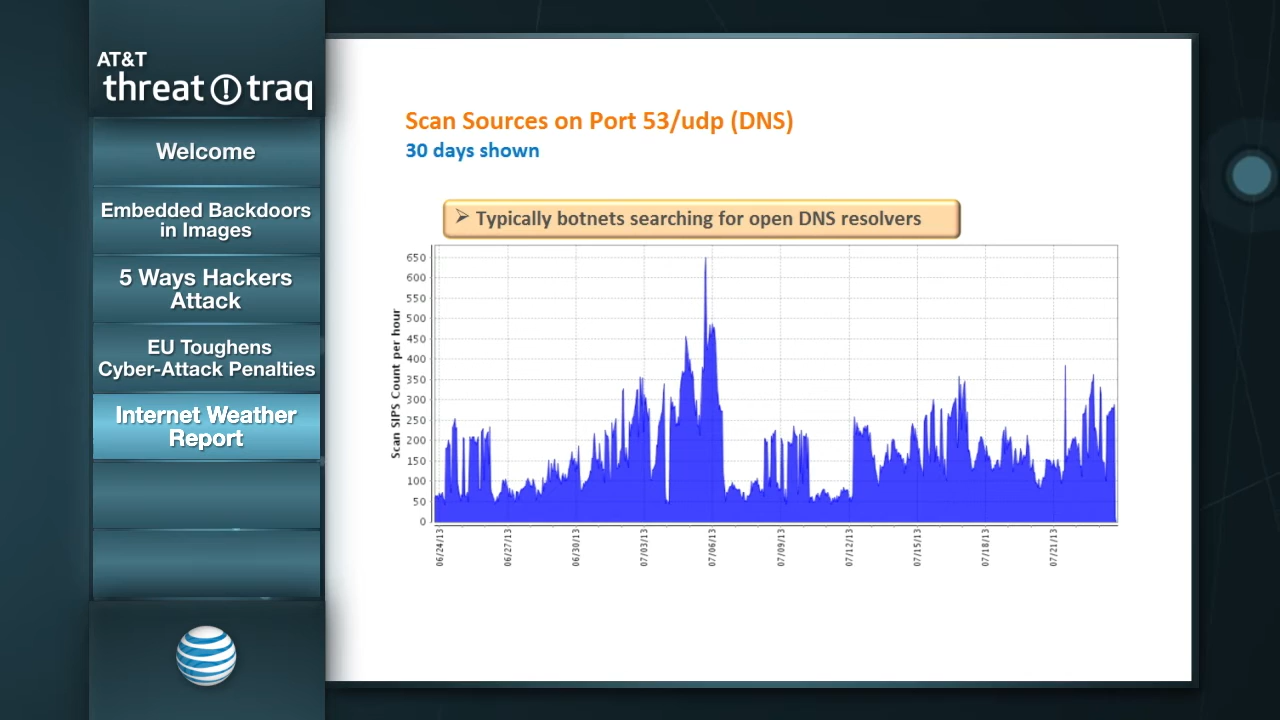 AT&T
threat traq
Welcome
Embedded Backdoors
in Images
5 Ways Hackers
Attack
EU Toughens
Cyber-Attack Penalties
Internet Weather
Report
Scan Sources on Port 53/udp (DNS)
30 days shown
➢ Typically botnets searching for open DNS resolvers
Scan SIPS Count per hour
650
600
550
500
450
400
350
300
250
200
150
100
50
0
06/24/13
06/27/13
06/30/13
07/03/13
07/06/13
07/09/13
07/12/13
07/15/13
07/18/13
07/21/13